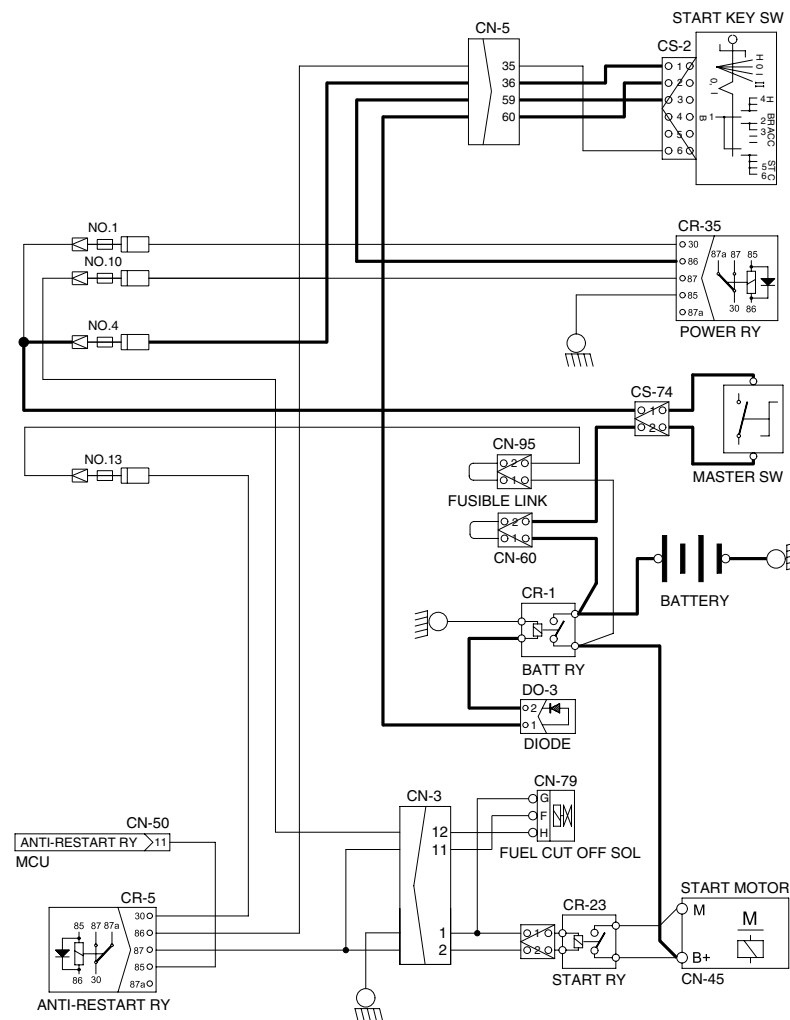 START KEY SW
CN-5
CS-2
35
36
59
60
1
2
3
4
5
6
H O I II
0, I
B 1
4 H
BR
ACC
2
3
ST
C
5
6
NO.1
NO.10
NO.4
CR-35
30
86
87
85
87a
87a 87 85
30 86
POWER RY
CS-74
1
2
MASTER SW
NO.13
CN-95
2
1
FUSIBLE LINK
2
1
CN-60
BATTERY
CR-1
BATT RY
DO-3
2
1
DIODE
CN-79
G
F
H
FUEL CUT OFF SOL
CN-3
12
11
1
2
CN-50
ANTI-RESTART RY 11
MCU
CR-5
30
86
87
85
87a
85 87 87a
86 30
ANTI-RESTART RY
CR-23
1
2
START RY
START MOTOR
M
M
B+
CN-45